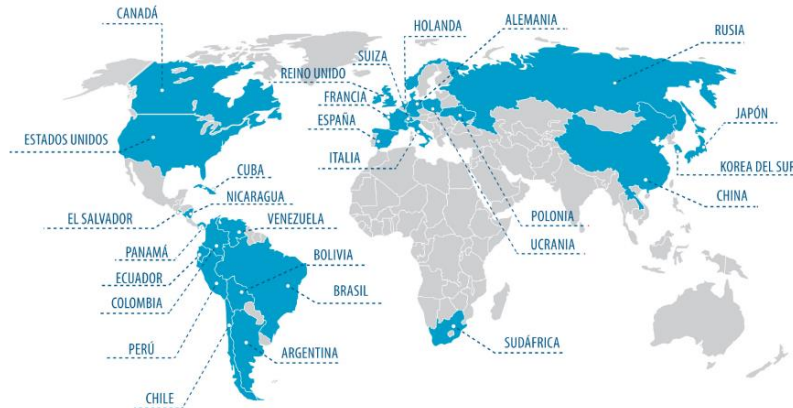 CANADÁ
HOLANDA
ALEMANIA
RUSIA
SUIZA
REINO UNIDO
FRANCIA
ESPAÑA
JAPÓN
ESTADOS UNIDOS
ITALIA
KOREA DEL SUR
CUBA
CHINA
NICARAGUA
EL SALVADOR
VENEZUELA
POLONIA
UCRANIA
PANAMÁ
BOLIVIA
ECUADOR
BRASIL
COLOMBIA
SUDÁFRICA
PERÚ
ARGENTINA
CHILE